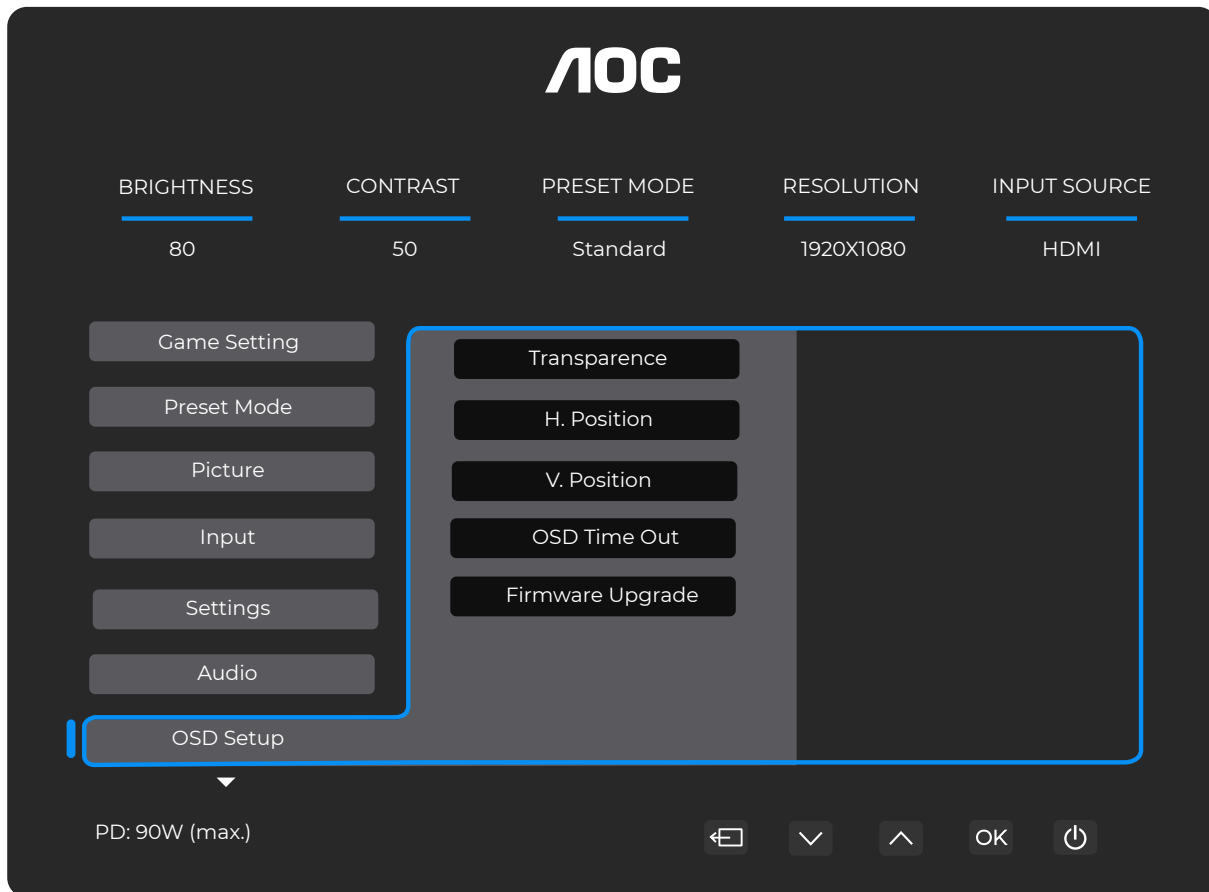 AOC
BRIGHTNESS CONTRAST PRESET MODE RESOLUTION INPUT SOURCE
80 50 Standard 1920X1080 HDMI
Game Setting
Preset Mode
Picture
Input
Settings
Audio
OSD Setup
Transparence
H. Position
V. Position
OSD Time Out
Firmware Upgrade
PD: 90W (max.)
OK